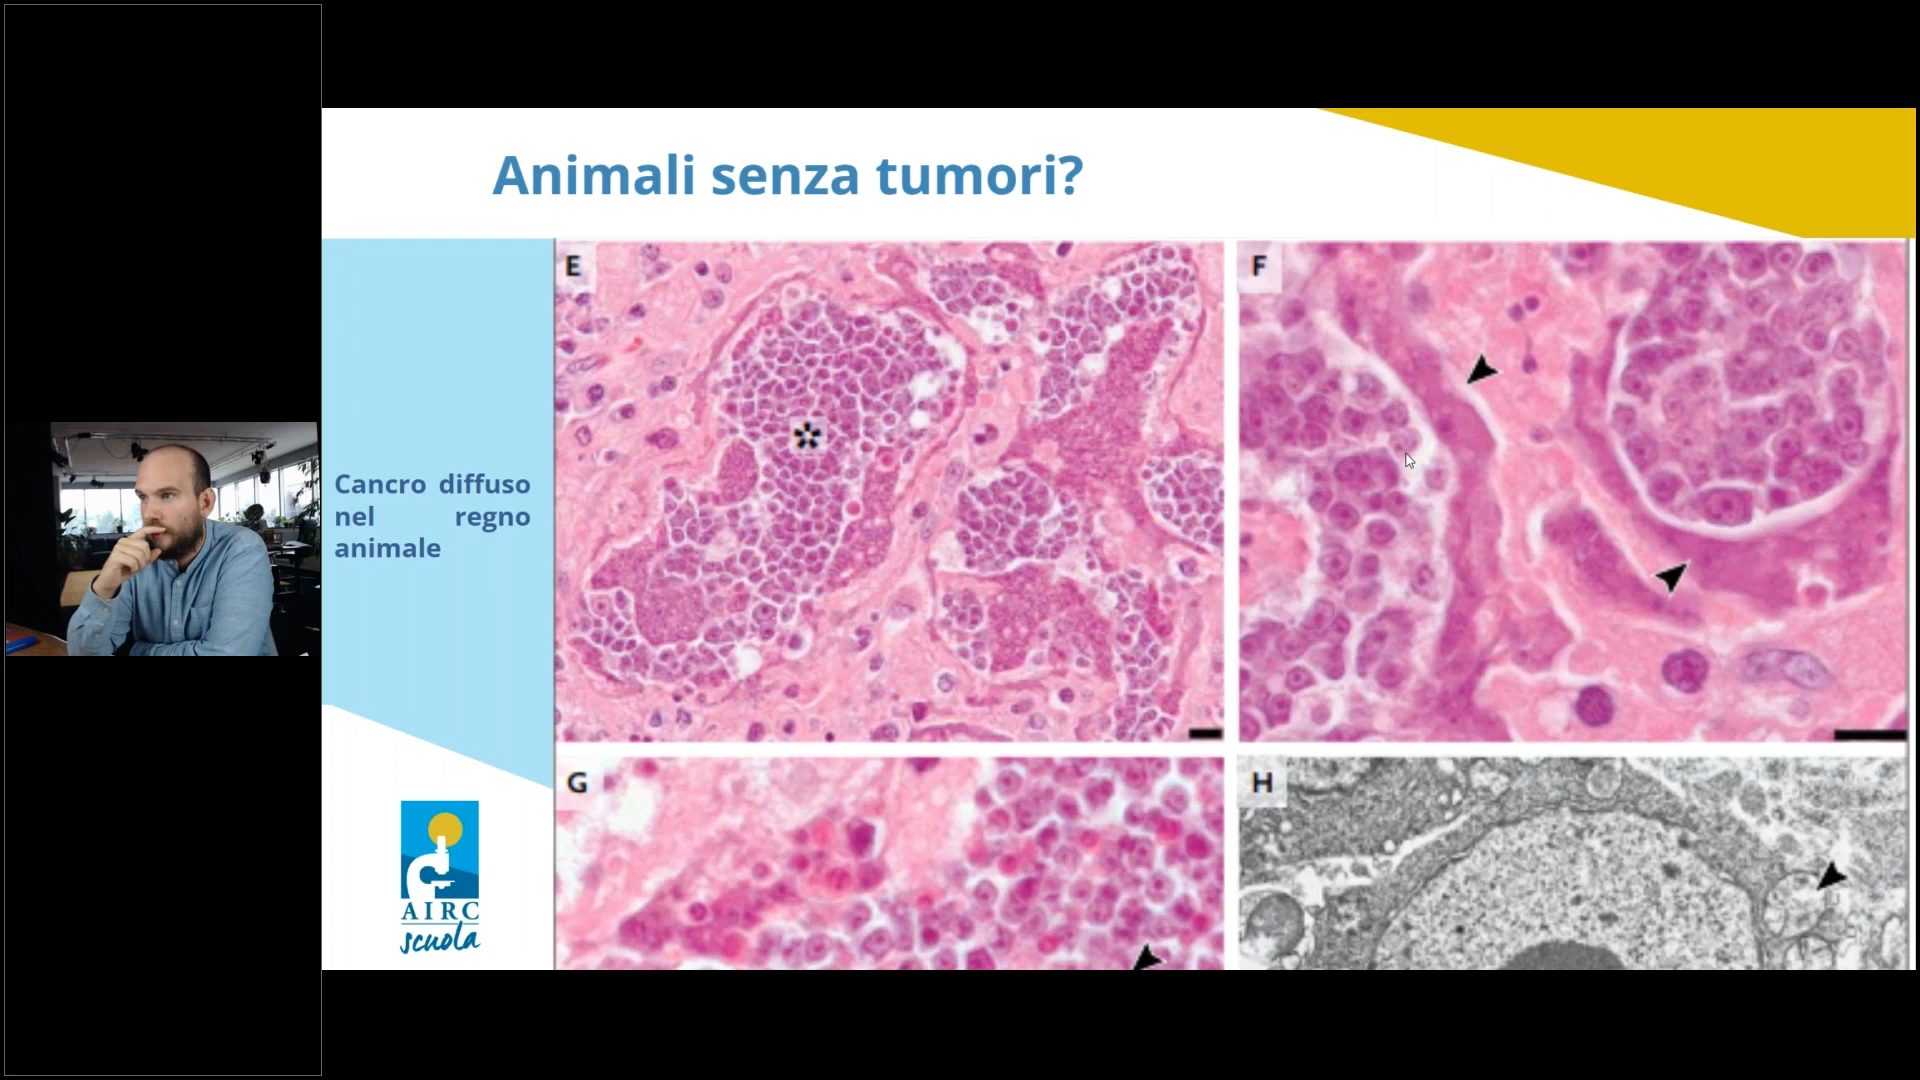 Animali senza tumori?
Cancro diffuso
nel regno
animale
E
F
G
H
AIRC
scuola